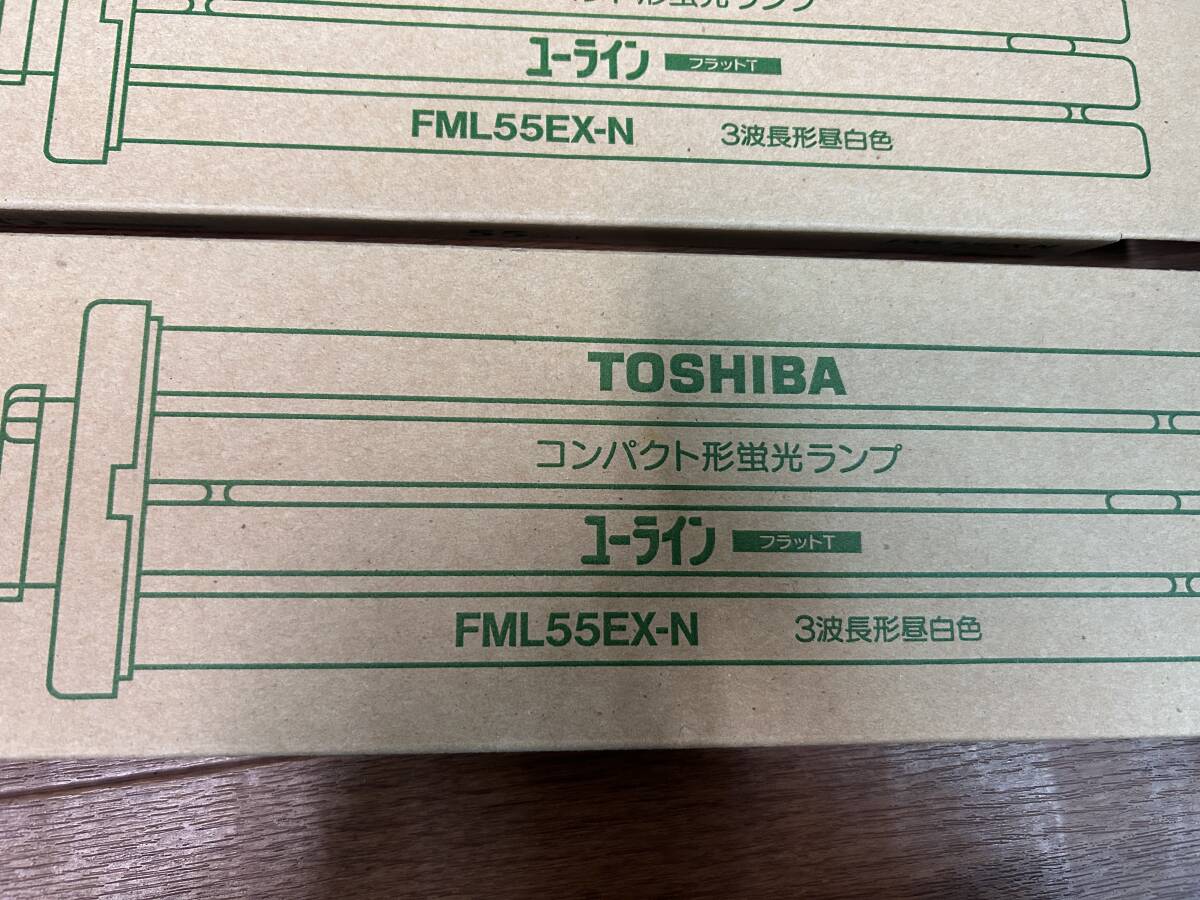 ユーライン フラットT
FML55EX-N 3波長形昼白色
TOSHIBA
コンパクト形蛍光ランプ
ユーライン フラットT
FML55EX-N 3波長形昼白色